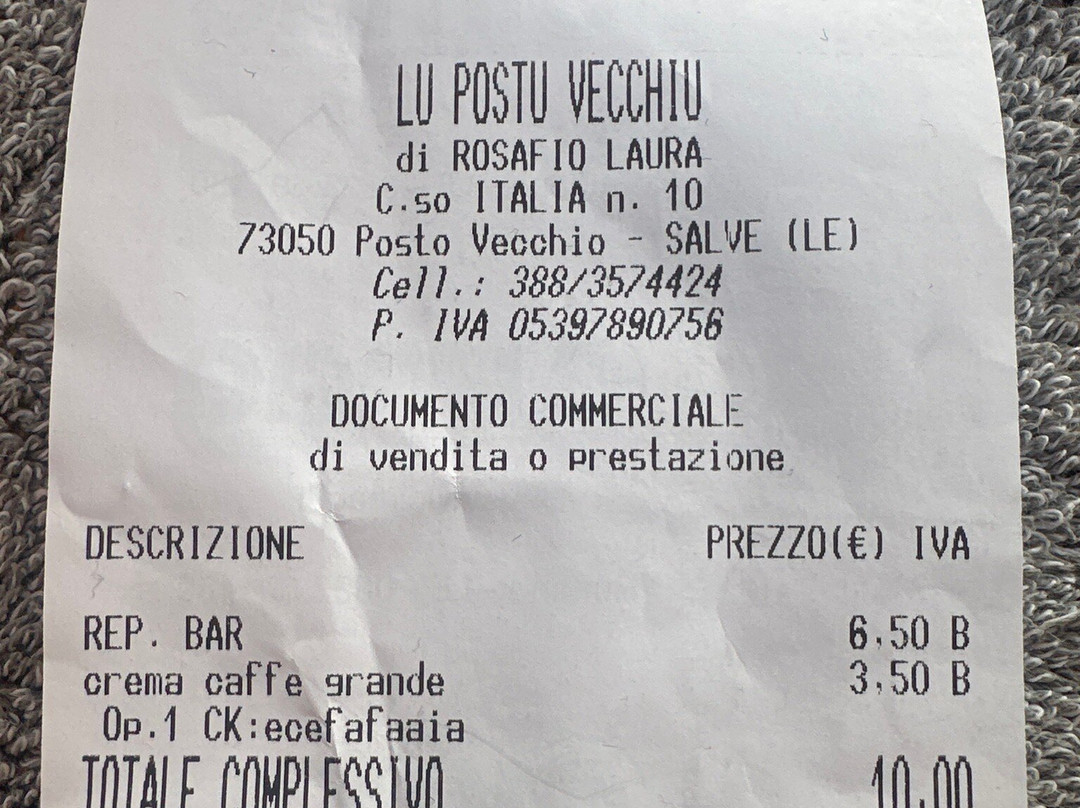 LU POSTU VECCHIU
di ROSAFIO LAURA
C.so ITALIA n. 10
73050 Posto Vecchio - SALVE (LE)
Cell.: 388/3574424
P. IVA 05397890756
DOCUMENTO COMMERCIALE
di vendita o prestazione
DESCRIZIONE PREZZO(€) IVA
REP. BAR 6,50 B
crema caffe grande 3,50 B
Op.1 CK:ecefafaaia
TOTALE COMPLESSIVO 10,00